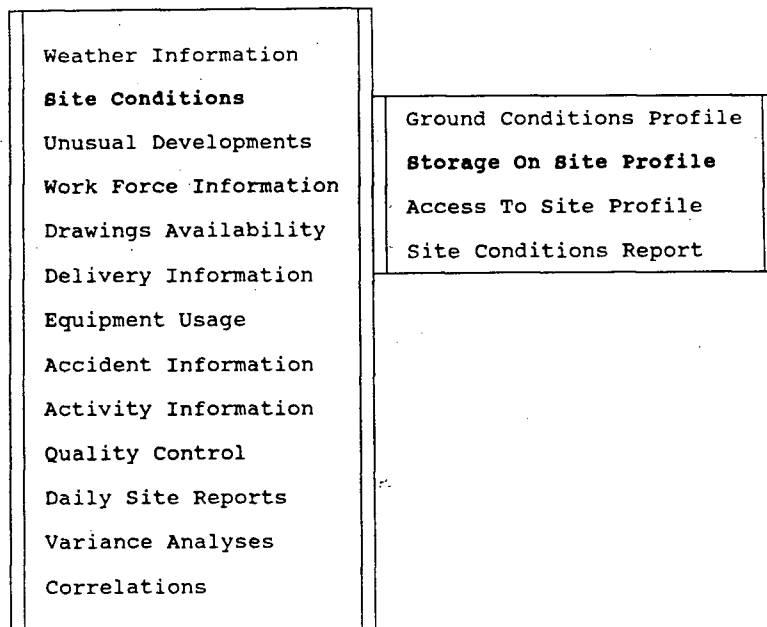 Weather Information
Site Conditions
Unusual Developments
Work Force Information
Drawings Availability
Delivery Information
Equipment Usage
Accident Information
Activity Information
Quality Control
Daily Site Reports
Variance Analyses
Correlations
Ground Conditions Profile
Storage On Site Profile
Access To Site Profile
Site Conditions Report